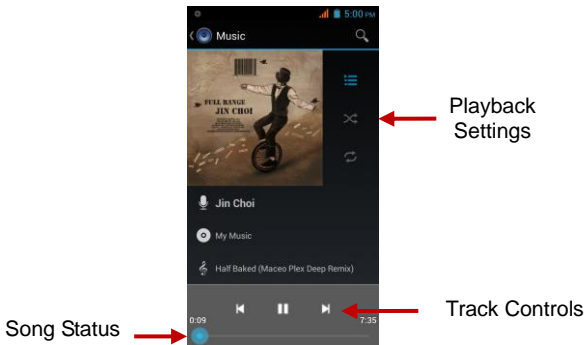 5:00 PM
Music
FULL RANGE
JIN CHOI
Playback
Settings
Jin Choi
My Music
Half Baked (Maceo Plex Deep Remix)
Track Controls
0:09
7:35
Song Status